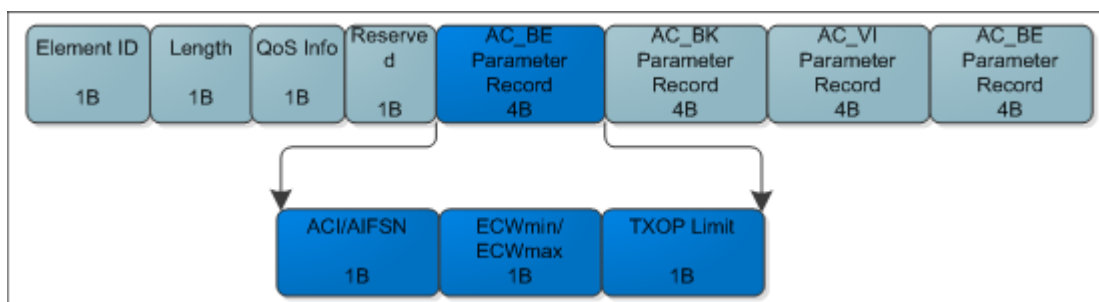 Element ID
1B
Length
1B
QoS Info
1B
Reserve
d
1B
AC_BE
Parameter
Record
4B
AC_BK
Parameter
Record
4B
AC_VI
Parameter
Record
4B
AC_BE
Parameter
Record
4B
ACI/AIFSN
1B
ECWmin/
ECWmax
1B
TXOP Limit
1B